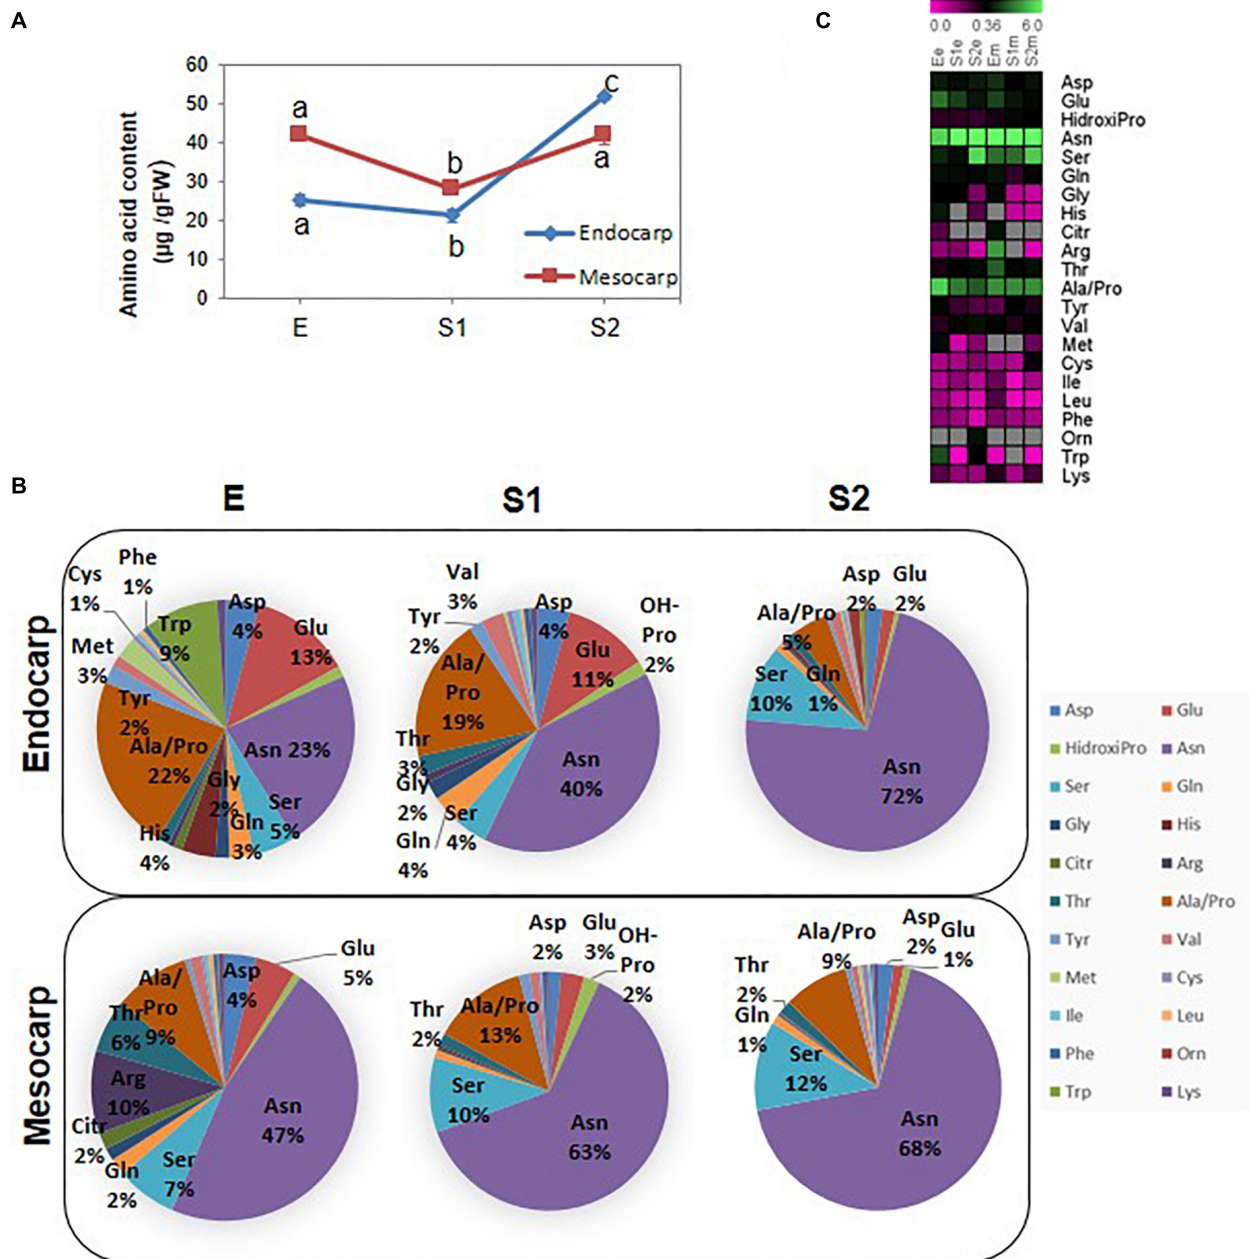 A
Amino acid content
(µg /gFW)
60
50
40
30
20
10
0
a
a
b
b
c
a
Endocarp
Mesocarp
E
S1
S2
C
0.0
0.36
6.0
Ee
S1e
S2e
Em
S1m
S2m
Asp
Glu
HidroxiPro
Asn
Ser
Gln
Gly
His
Citr
Arg
Thr
Ala/Pro
Tyr
Val
Met
Cys
Ile
Leu
Phe
Orn
Trp
Lys
B
E
S1
S2
Endocarp
Asp
4%
Glu
13%
Asn 23%
Ser
5%
Gln
3%
Gly
2%
His
4%
Ala/Pro
22%
Tyr
2%
Met
3%
Cys
1%
Phe
1%
Trp
9%
Asp
4%
Glu
11%
OH-
Pro
2%
Asn
40%
Ser
4%
Gln
4%
Gly
2%
Thr
3%
Ala/
Pro
19%
Tyr
2%
Val
3%
Asp
2%
Glu
2%
Asn
72%
Ser
10%
Gln
1%
Ala/Pro
5%
Mesocarp
Asp
4%
Glu
5%
Asn
47%
Ser
7%
Gln
2%
Citr
2%
Arg
10%
Thr
6%
Ala/
Pro
9%
Asp
2%
Glu
3%
OH-
Pro
2%
Asn
63%
Ser
10%
Thr
2%
Ala/Pro
13%
Asp
2%
Glu
1%
Asn
68%
Ser
12%
Gln
1%
Thr
2%
Ala/Pro
9%
Asp Glu
HidroxiPro Asn
Ser Gln
Gly His
Citr Arg
Thr Ala/Pro
Tyr Val
Met Cys
Ile Leu
Phe Orn
Trp Lys